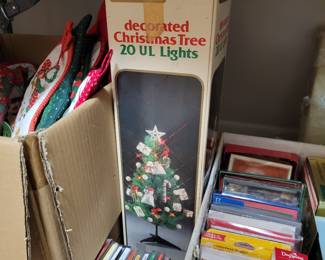 decorated
Christmas Tree
20 UL Lights